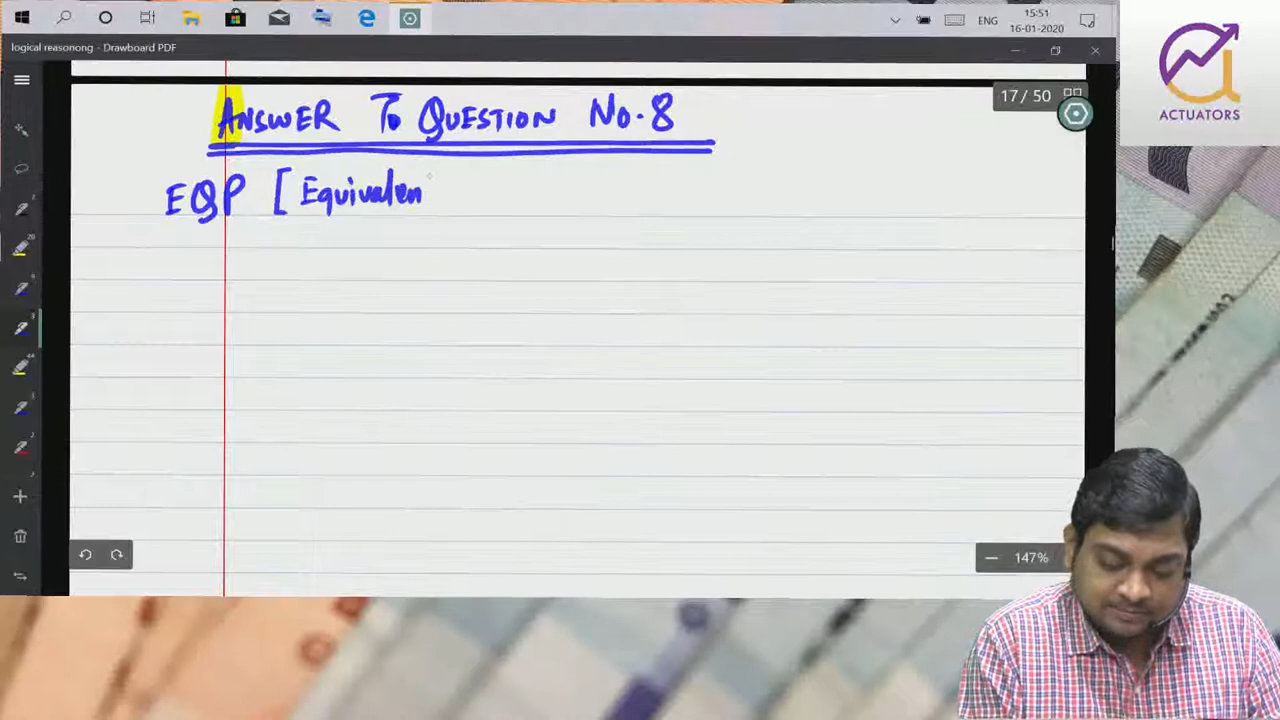 15:51
ENG
16-01-2020
logical reasonong - Drawboard PDF
ACTUATORS
17 / 50
ANSWER TO QUESTION NO. 8
EQP [ Equivalen
147%